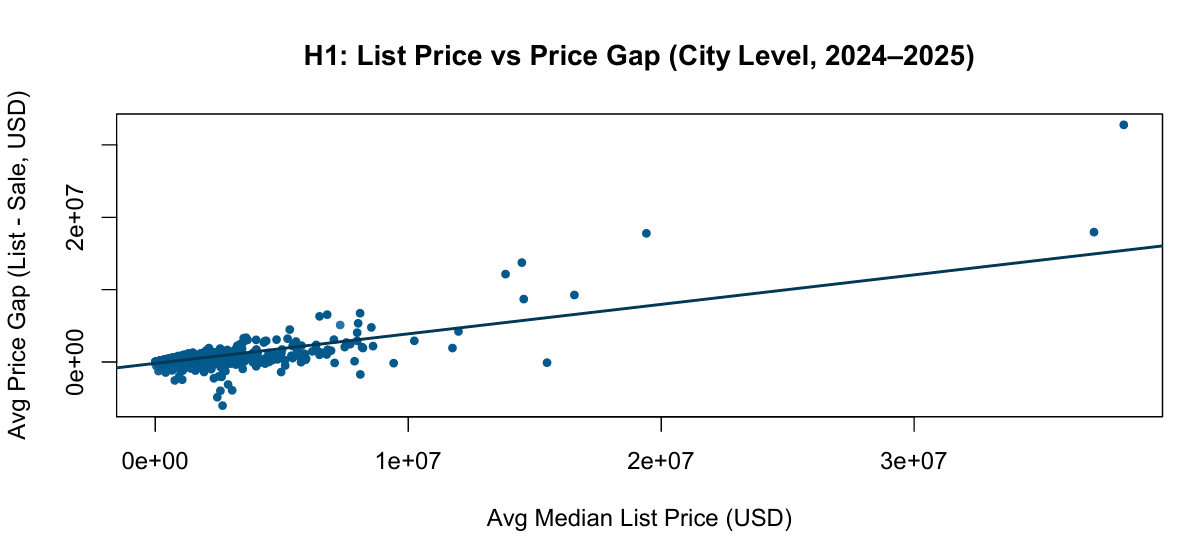 H1: List Price vs Price Gap (City Level, 2024–2025)
Avg Price Gap (List - Sale, USD)
2e+07
0e+00
0e+00 1e+07 2e+07 3e+07
Avg Median List Price (USD)